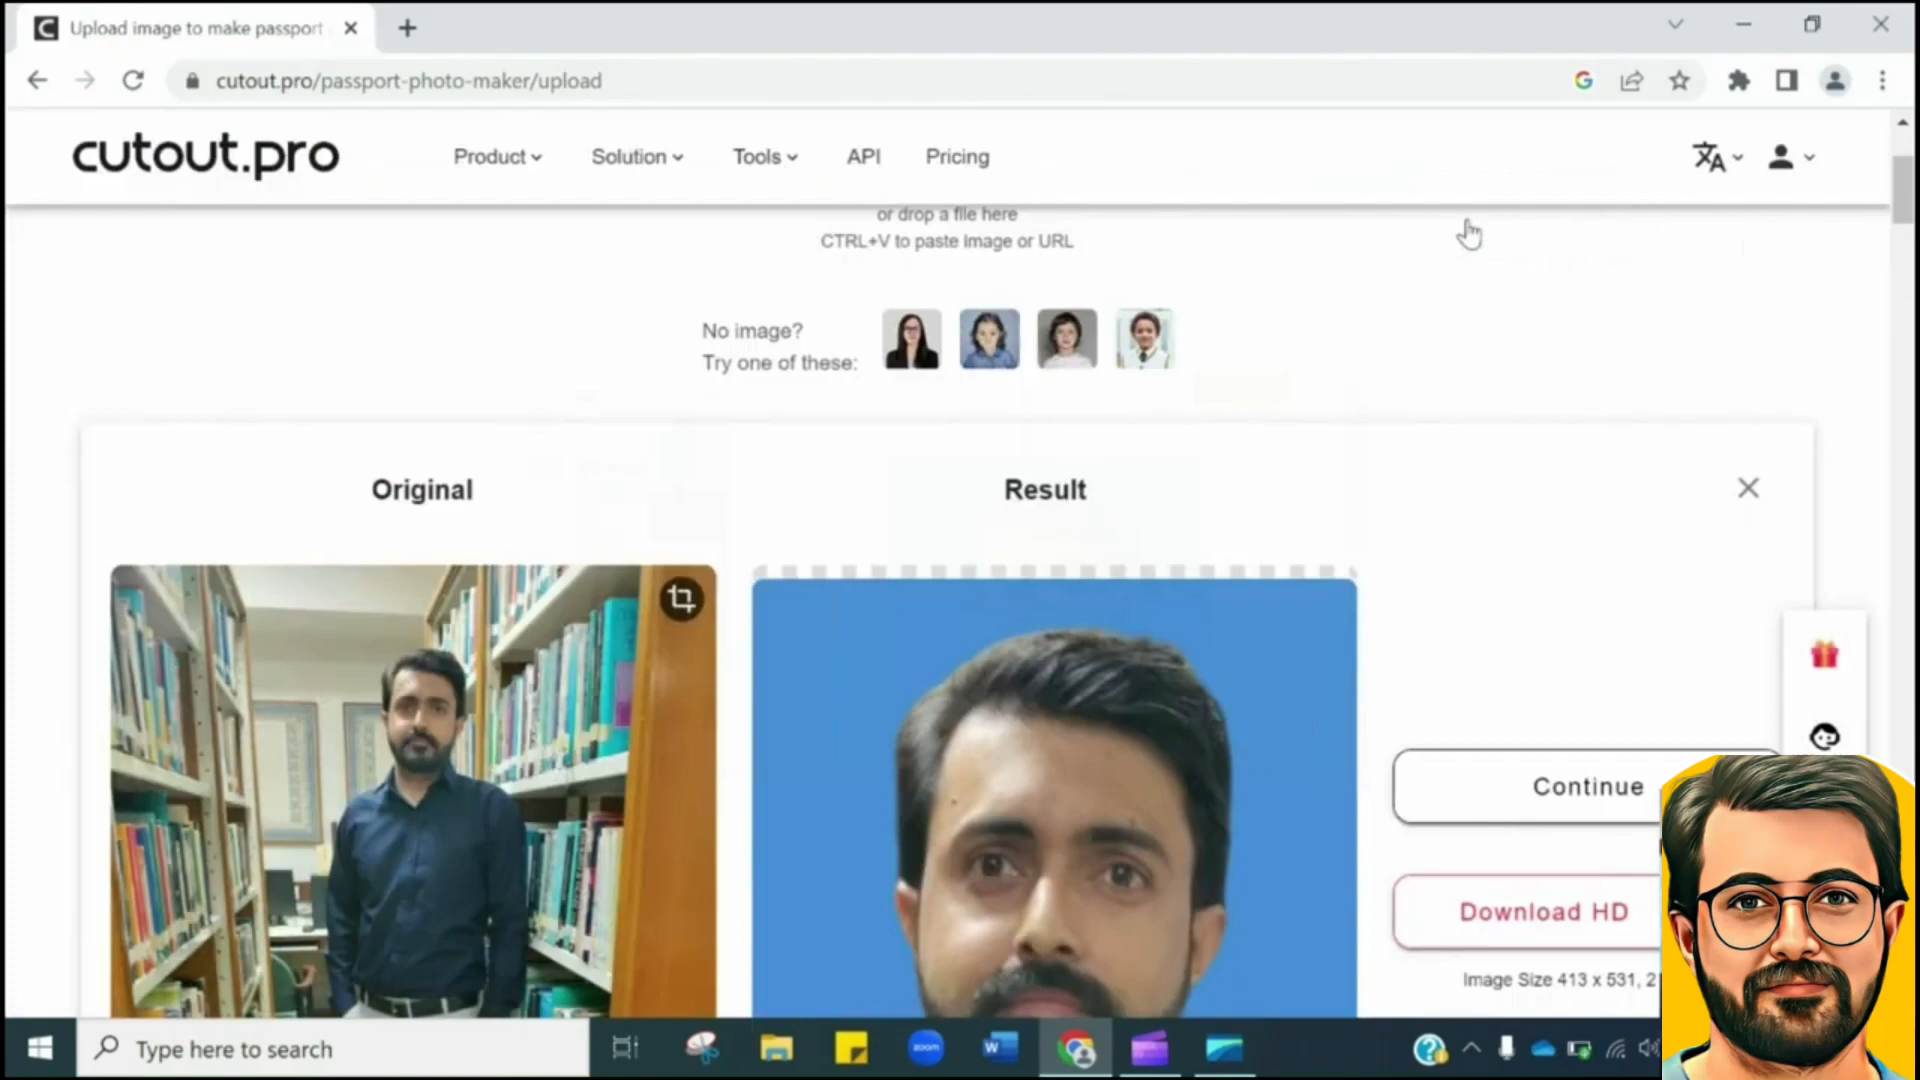 Upload image to make passport
cutout.pro/passport-photo-maker/upload
cutout.pro
Product
Solution
Tools
API
Pricing
or drop a file here
CTRL+V to paste image or URL
No image?
Try one of these:
Original
Result
Continue
Download HD
Image Size 413 x 531, 2
Type here to search
zoom
W